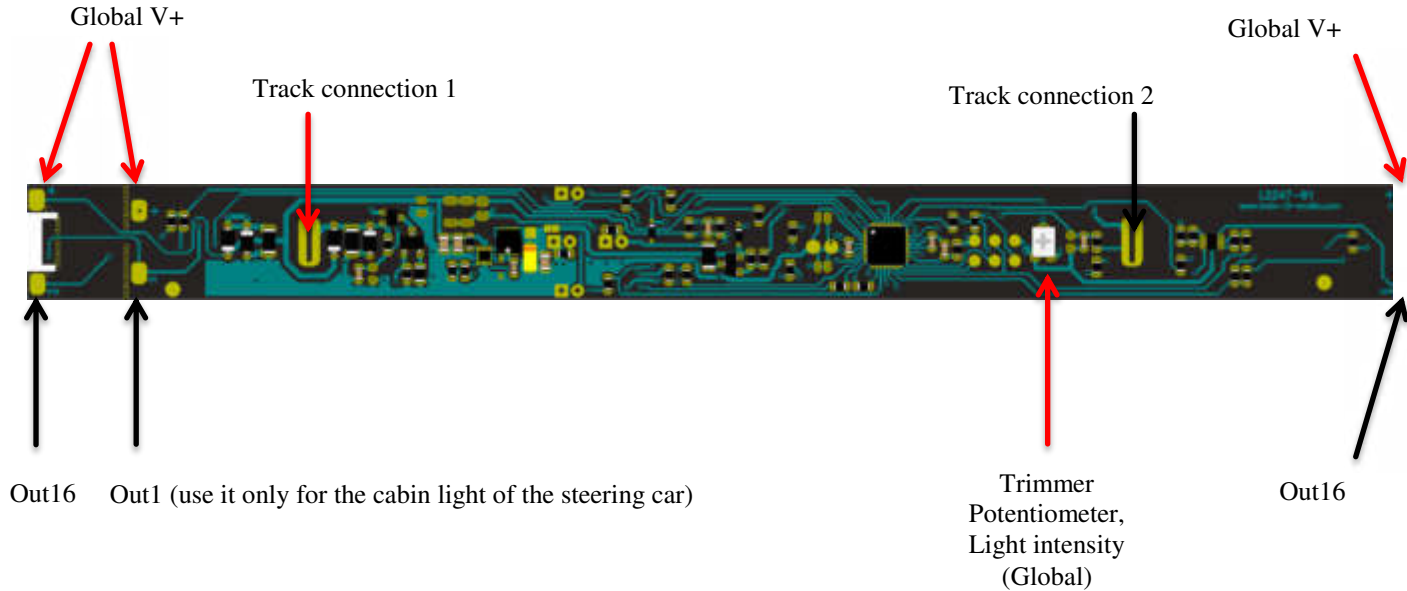 Global V+
Global V+
Track connection 1
Track connection 2
Out16
Out1 (use it only for the cabin light of the steering car)
Trimmer
Potentiometer,
Light intensity
(Global)
Out16